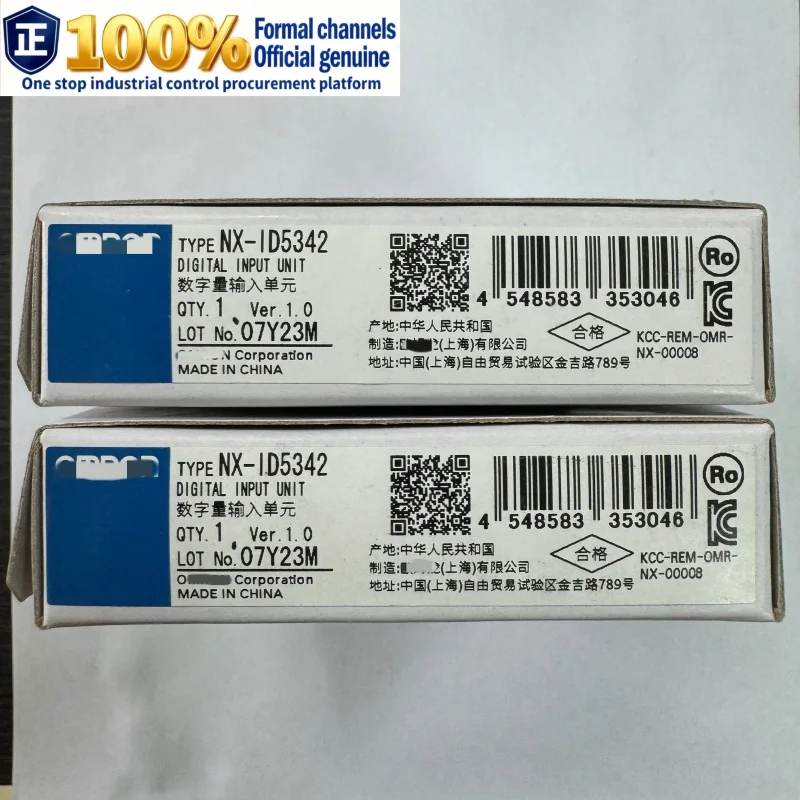 正 100% Formal channels
Official genuine
One stop industrial control procurement platform
TYPE NX-ID5342
DIGITAL INPUT UNIT
数字量输入单元
QTY. 1 Ver.1.0
LOT No. 07Y23M
Corporation
MADE IN CHINA
4 548583 353046
产地:中华人民共和国
制造: (上海)有限公司
地址:中国(上海)自由贸易试验区金吉路789号
合格
Ro
KCC-REM-OMR-
NX-00008
TYPE NX-ID5342
DIGITAL INPUT UNIT
数字量输入单元
QTY. 1 Ver.1.0
LOT No. 07Y23M
Corporation
MADE IN CHINA
4 548583 353046
产地:中华人民共和国
制造: (上海)有限公司
地址:中国(上海)自由贸易试验区金吉路789号
合格
Ro
KCC-REM-OMR-
NX-00008